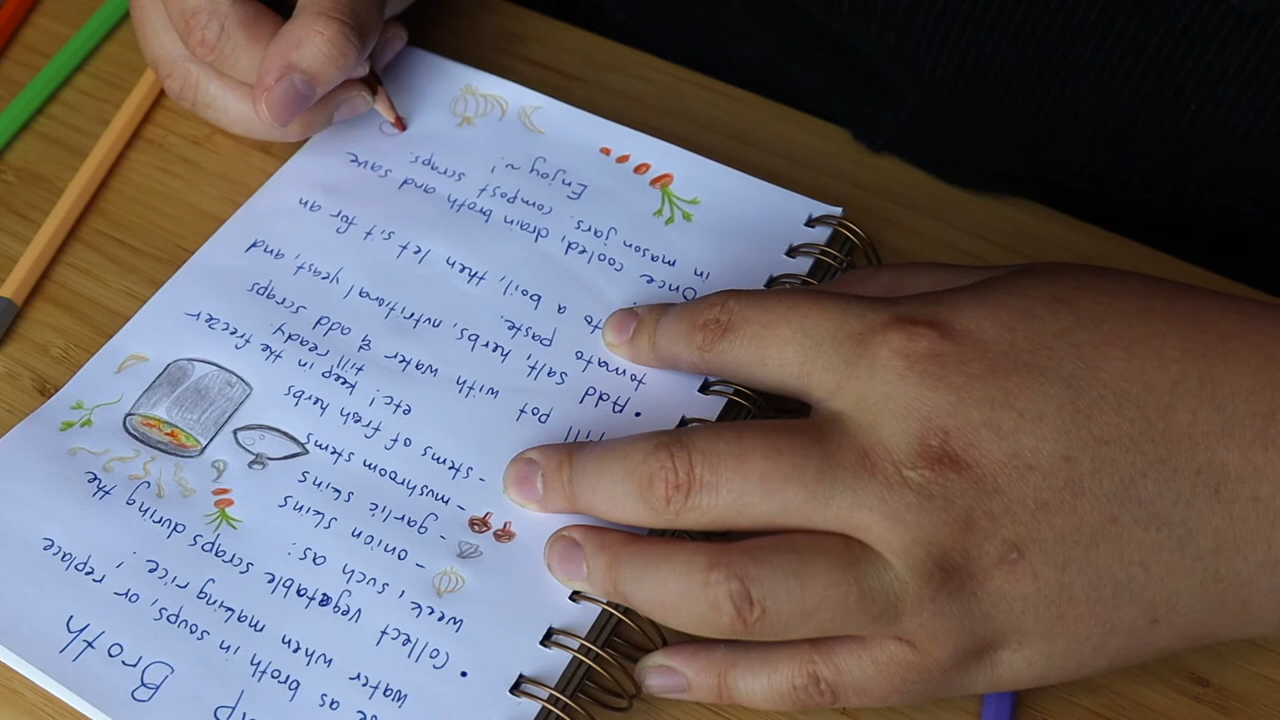 Broth
as broth in soups, or replace
water when making rice!
• Collect vegetable scraps during the
week, such as:
- onion skins
- garlic skins
- mushroom stems
- stems of fresh herbs
etc! keep in the freezer
till ready
pot with water & add scraps
• Add salt, herbs, nutritional yeast, and
tomato paste.
to a boil, then let sit for an
Once cooled, drain broth and save
in mason jars. compost scraps.
Enjoy ~!